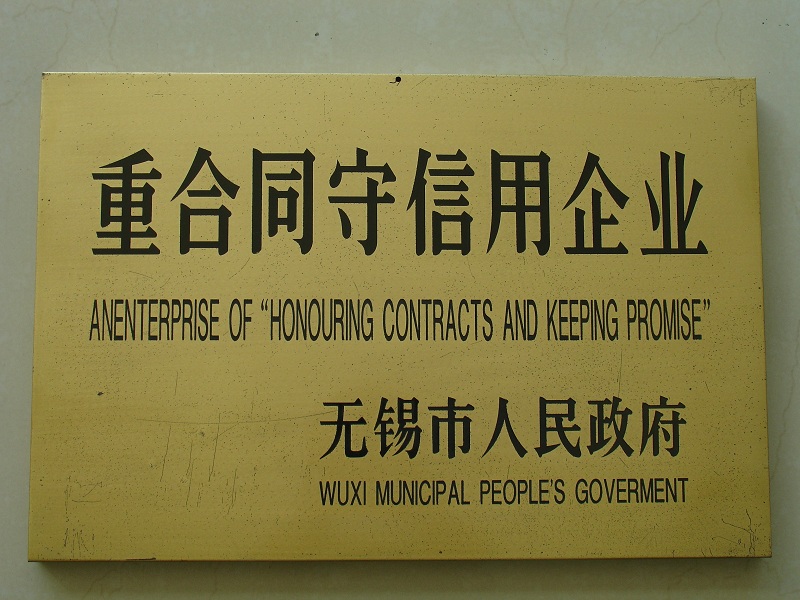 重合同守信用企业
ANENTERPRISE OF “HONOURING CONTRACTS AND KEEPING PROMISE”
无锡市人民政府
WUXI MUNICIPAL PEOPLE'S GOVERMENT